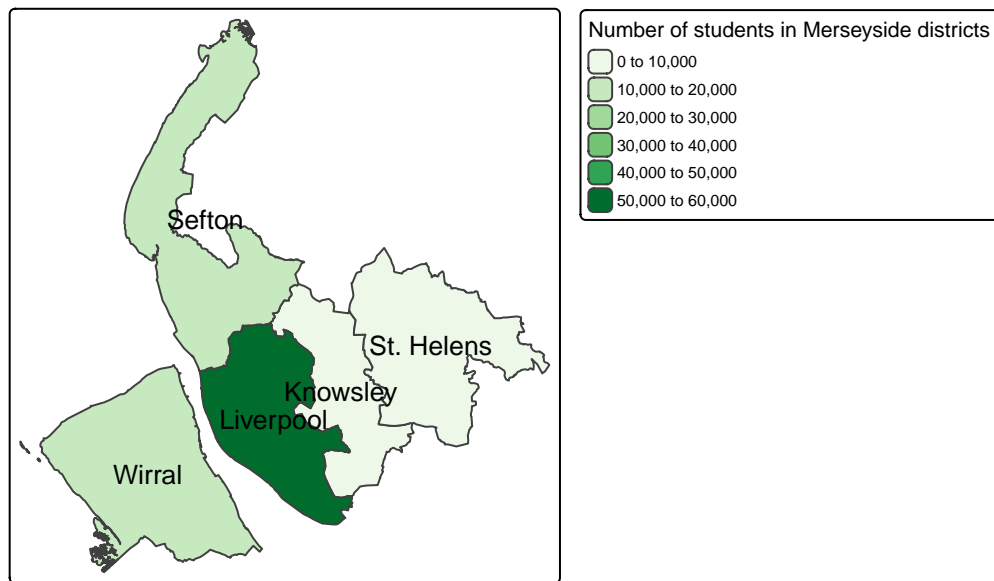 Number of students in Merseyside districts
0 to 10,000
10,000 to 20,000
20,000 to 30,000
30,000 to 40,000
40,000 to 50,000
50,000 to 60,000
Sefton
St. Helens
Knowsley
Liverpool
Wirral